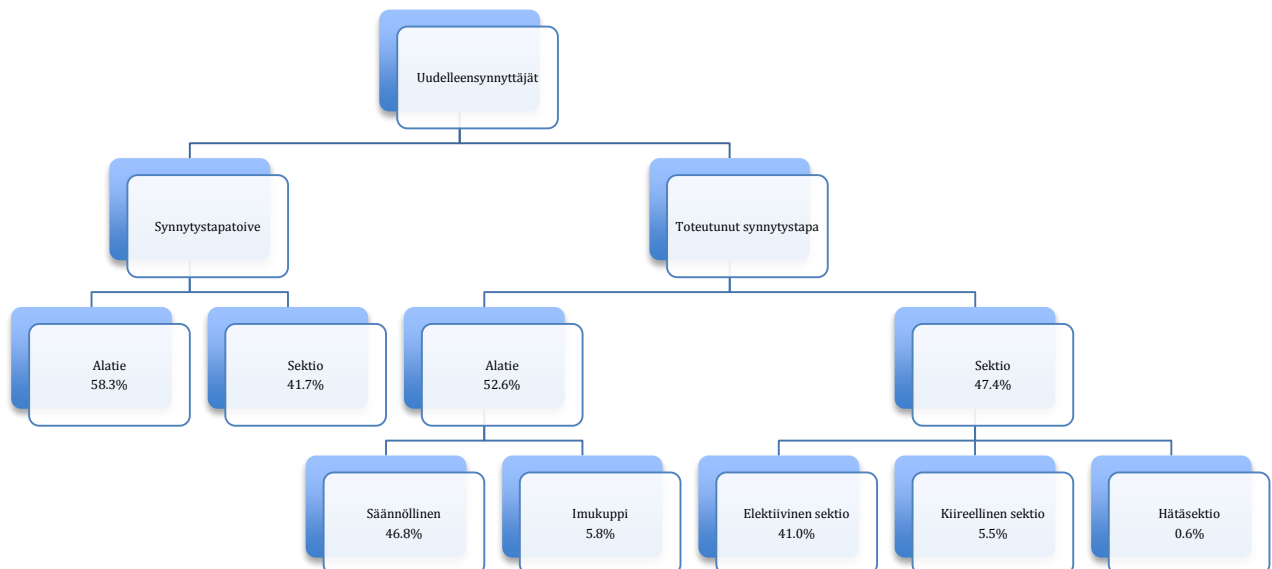 Uudelleensynnyttäjät
Synnytystapatoive
Toteutunut synnytystapa
Alatie
58.3%
Sektio
41.7%
Alatie
52.6%
Sektio
47.4%
Säännöllinen
46.8%
Imukuppi
5.8%
Elektiivinen sektio
41.0%
Kiireellinen sektio
5.5%
Hätäsektio
0.6%